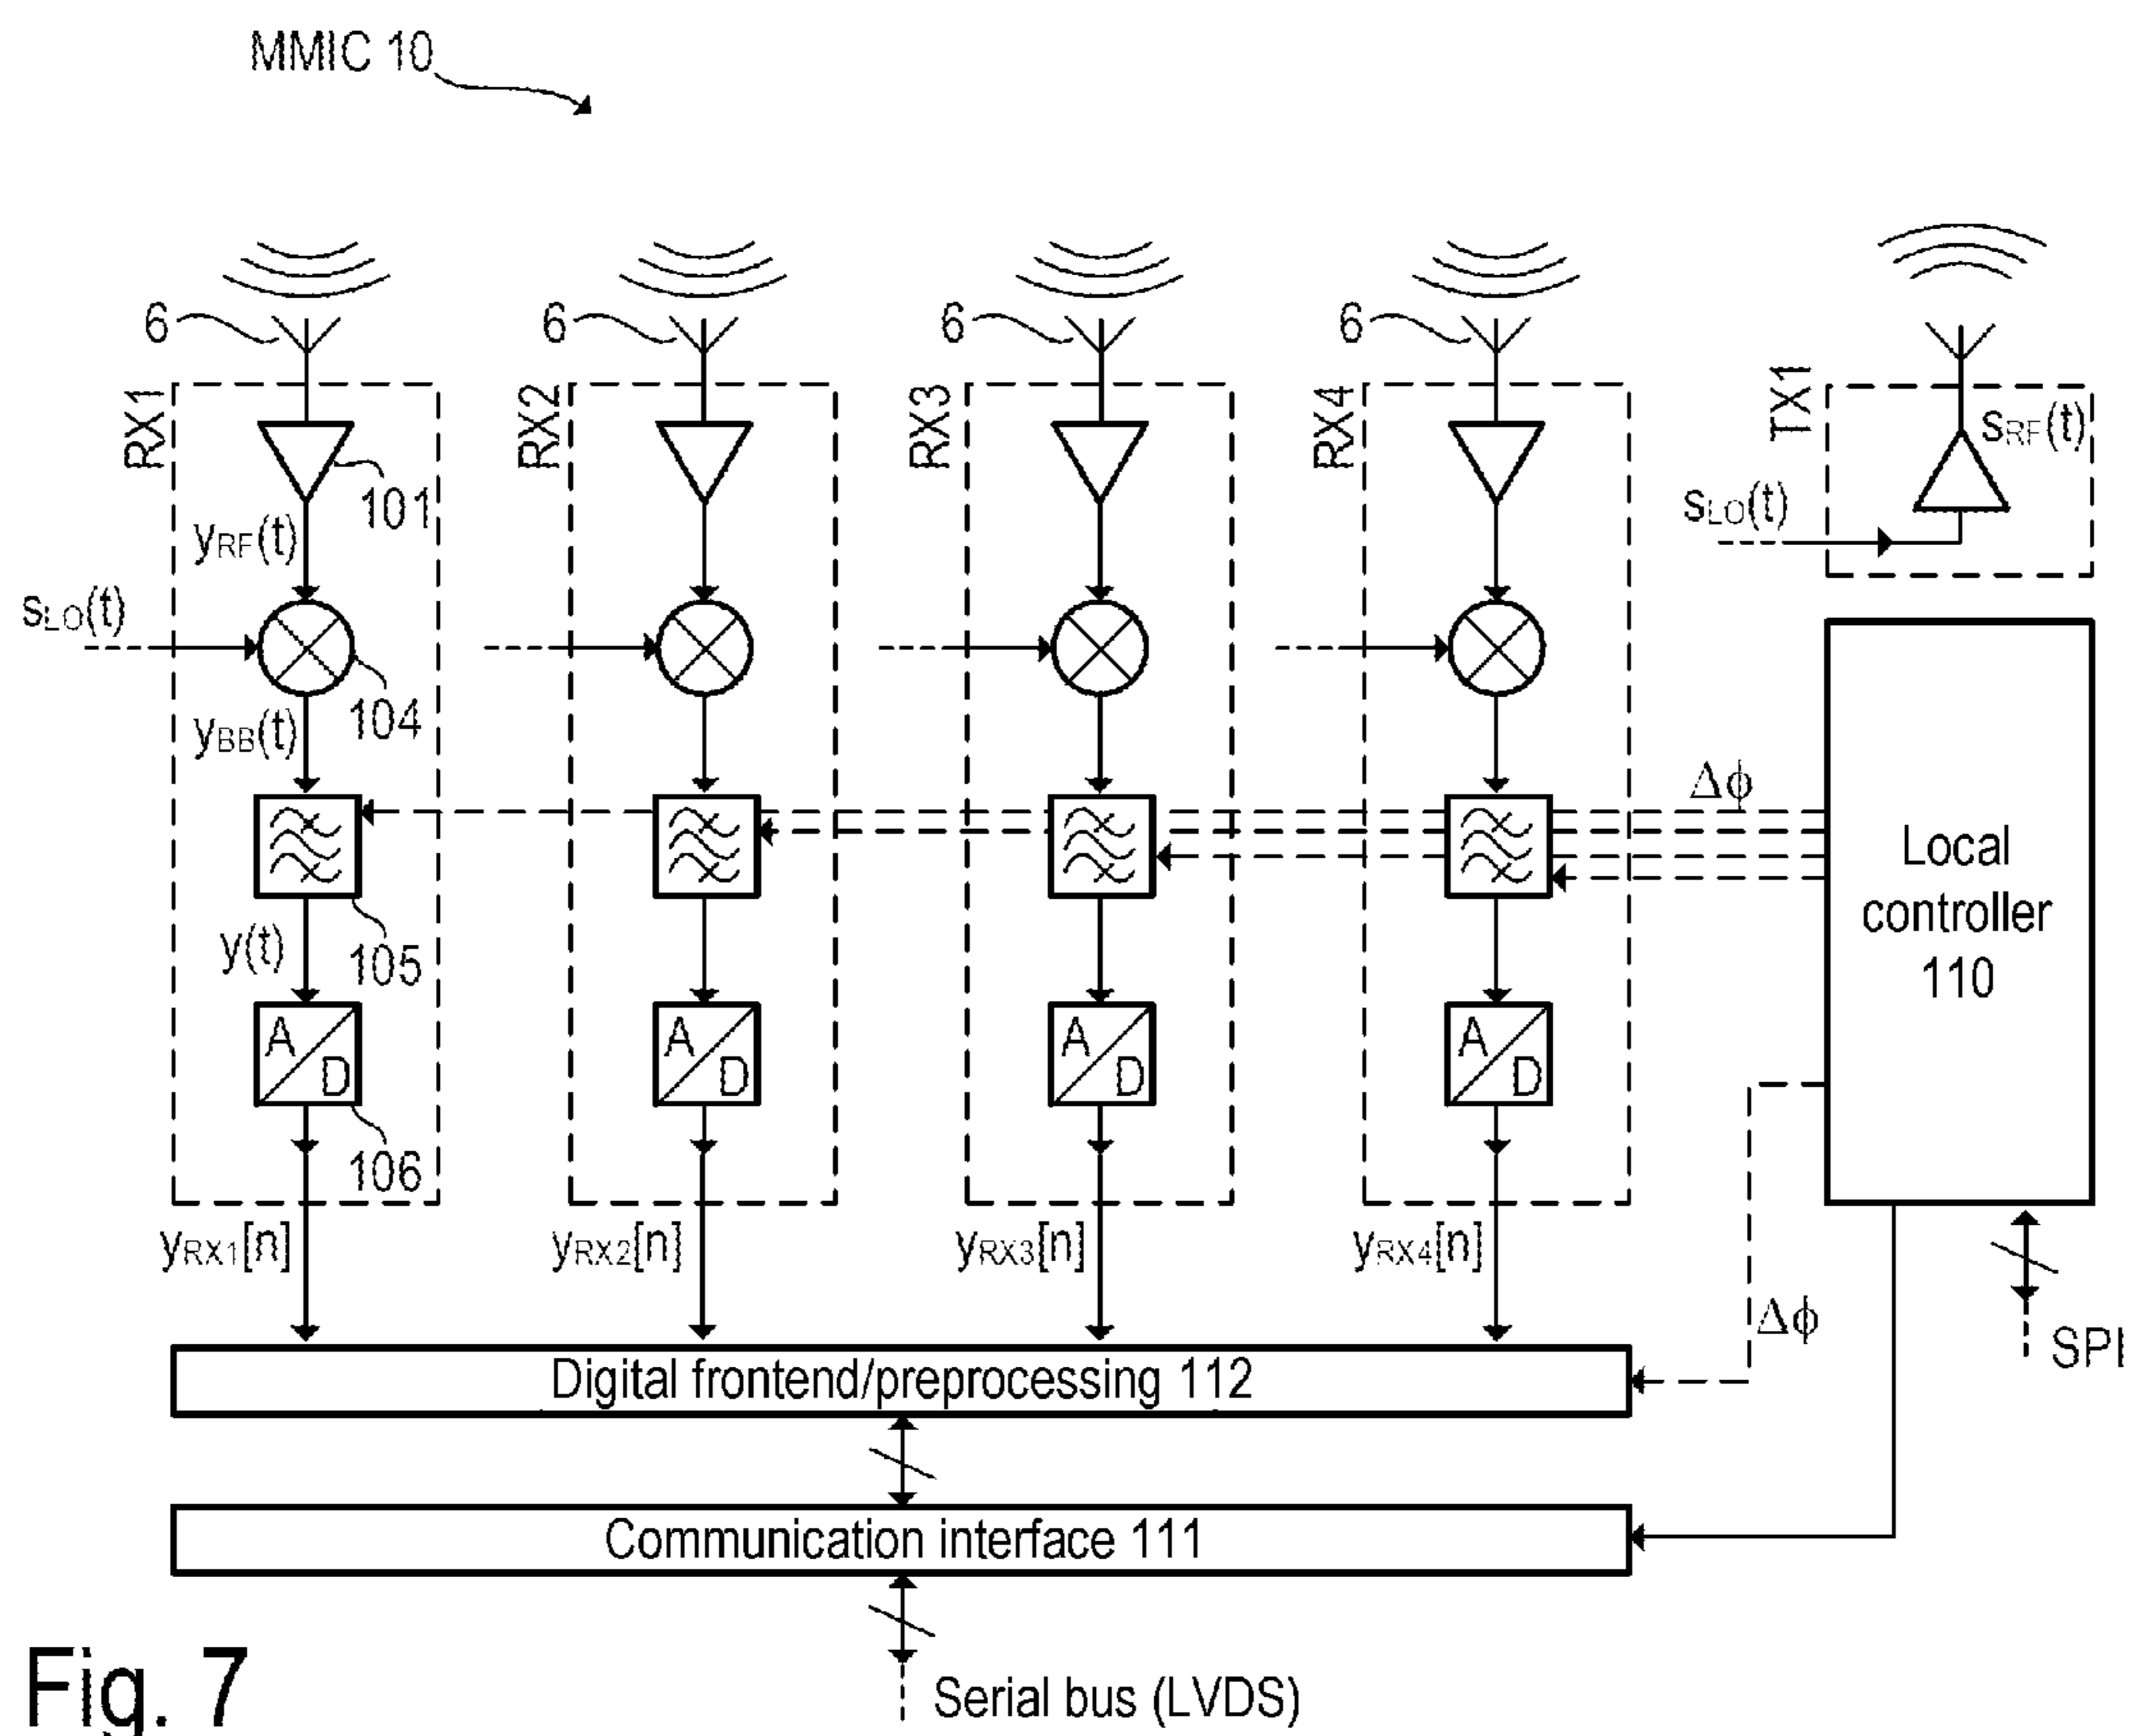 MMIC 10
6
6
6
6
RX1
RX2
RX3
RX4
TX1
101
sRF(t)
sLO(t)
yRF(t)
sLO(t)
104
yBB(t)
Δϕ
Local
controller
110
y(t)
105
A
D
A
D
A
D
A
D
106
yRX1[n]
yRX2[n]
yRX3[n]
yRX4[n]
Δϕ
SPI
Digital frontend/preprocessing 112
Communication interface 111
Serial bus (LVDS)
Fig. 7